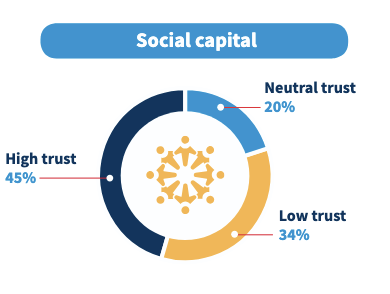 Social capital
Neutral trust
20%
High trust
45%
Low trust
34%